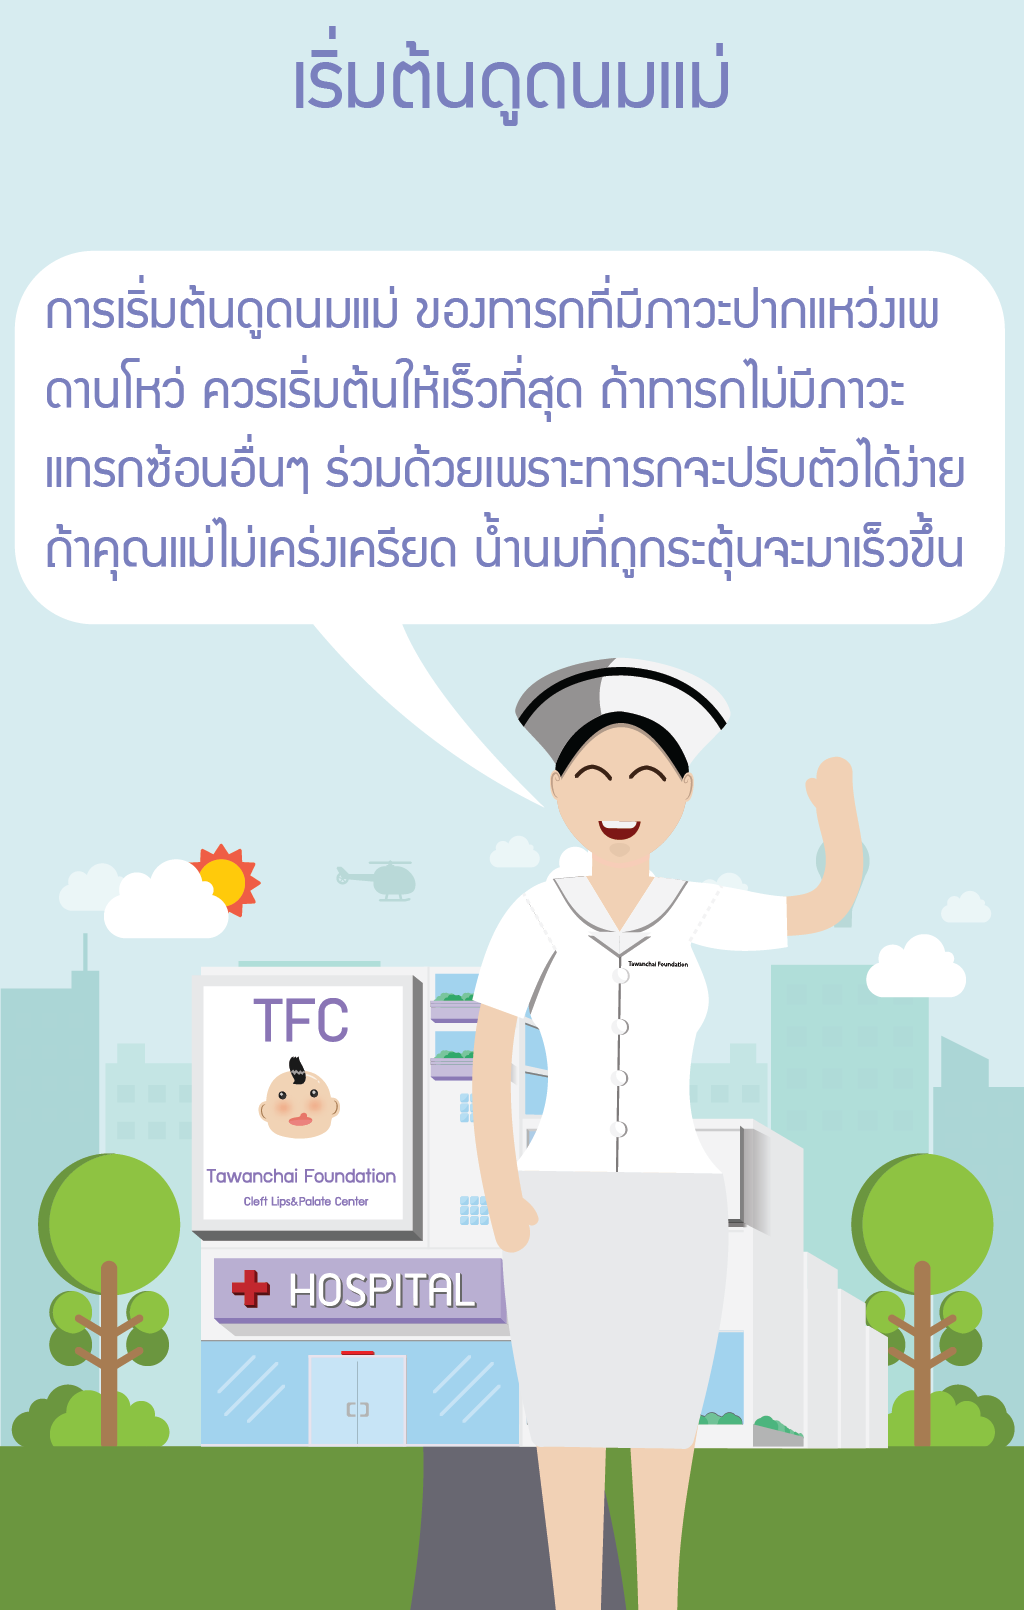 เริ่มต้นดูดนมแม่
การเริ่มต้นดูดนมแม่ ของทารกที่มีภาวะปากแหว่งเพ
ดานโหว่ ควรเริ่มต้นให้เร็วที่สุด ถ้าทารกไม่มีภาวะ
แทรกซ้อนอื่นๆ ร่วมด้วยเพราะทารกจะปรับตัวได้ง่าย
ถ้าคุณแม่ไม่เคร่งเครียด น้ำนมที่ถูกระตุ้นจะมาเร็วขึ้น
Tawanchai Foundation
TFC
Tawanchai Foundation
Cleft Lips&Palate Center
HOSPITAL